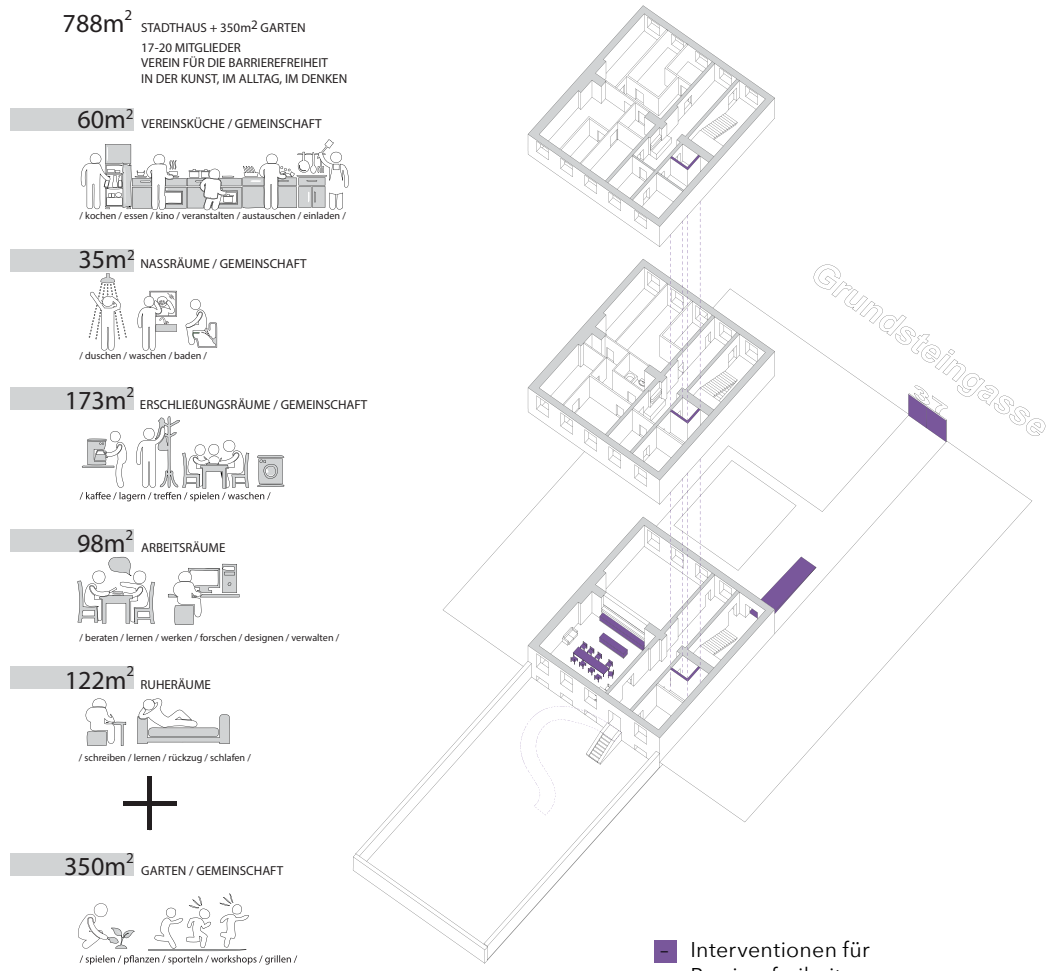 788m² STADTHAUS + 350m² GARTEN
17-20 MITGLIEDER
VEREIN FÜR DIE BARRIEREFREIHEIT
IN DER KUNST, IM ALLTAG, IM DENKEN
60m² VEREINSKÜCHE / GEMEINSCHAFT
/ kochen / essen / kino / veranstalten / austauschen / einladen /
35m² NASSRÄUME / GEMEINSCHAFT
/ duschen / waschen / baden /
173m² ERSCHLIEßUNGSRÄUME / GEMEINSCHAFT
/ kaffee / lagern / treffen / spielen / waschen /
98m² ARBEITSRÄUME
/ beraten / lernen / werken / forschen / designen / verwalten /
122m² RUHERÄUME
/ schreiben / lernen / rückzug / schlafen /
+
350m² GARTEN / GEMEINSCHAFT
/ spielen / pflanzen / sporteln / workshops / grillen /
Grundsteingasse
37
- Interventionen für